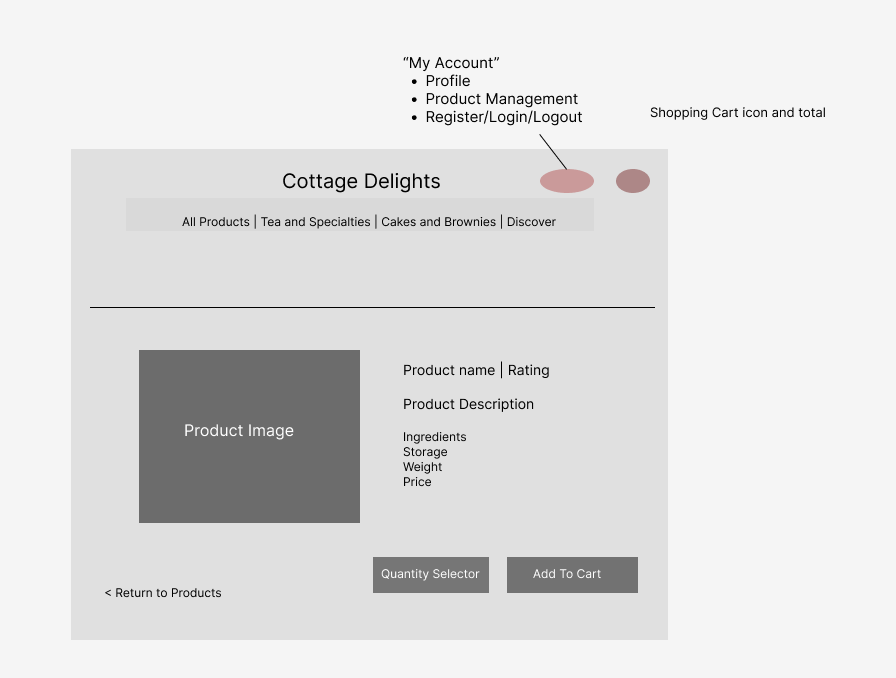 “My Account”
• Profile
• Product Management
• Register/Login/Logout
Shopping Cart icon and total
Cottage Delights
All Products | Tea and Specialties | Cakes and Brownies | Discover
Product Image
Product name | Rating
Product Description
Ingredients
Storage
Weight
Price
Quantity Selector
Add To Cart
< Return to Products